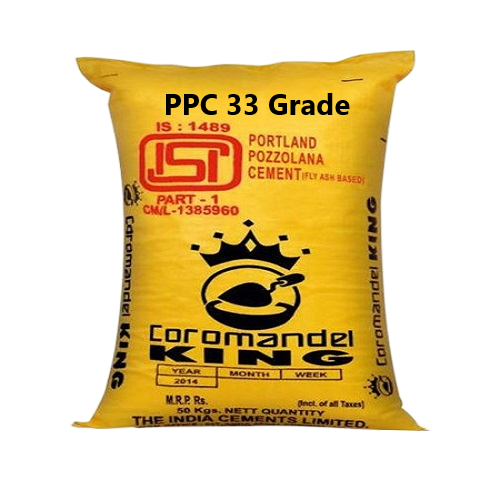 PPC 33 Grade
IS : 1489
ISI
PORTLAND
POZZOLANA
CEMENT (FLY ASH BASED)
PART - 1
CM/L-1385960
Coromandel
KING
YEAR MONTH WEEK
2014
M.R.P. Rs. (Incl. of all Taxes)
50 Kgs. NETT QUANTITY
THE INDIA CEMENTS LIMITED.
Coromandel KING
Coromandel KING